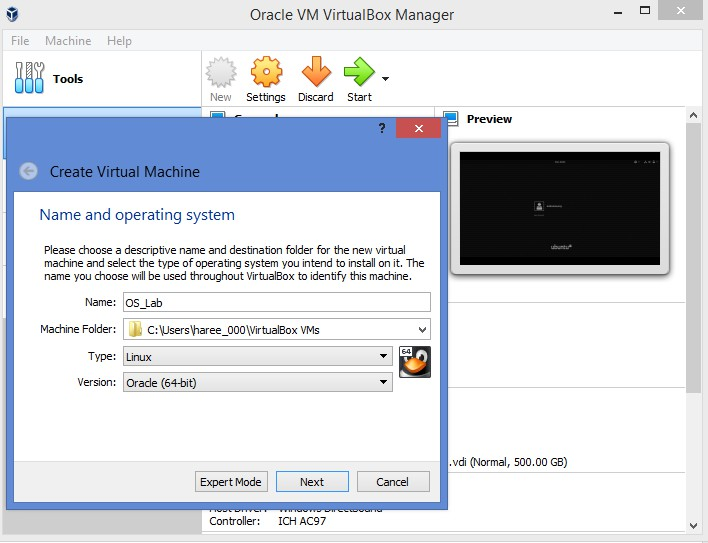 Oracle VM VirtualBox Manager
File Machine Help
Tools
New Settings Discard Start
Preview
ubuntu
? 
Create Virtual Machine
Name and operating system
Please choose a descriptive name and destination folder for the new virtual
machine and select the type of operating system you intend to install on it. The
name you choose will be used throughout VirtualBox to identify this machine.
Name: OS_Lab
Machine Folder: C:\Users\haree_000\VirtualBox VMs
Type: Linux
64
Version: Oracle (64-bit)
.vdi (Normal, 500.00 GB)
Expert Mode Next Cancel
Controller: ICH AC97